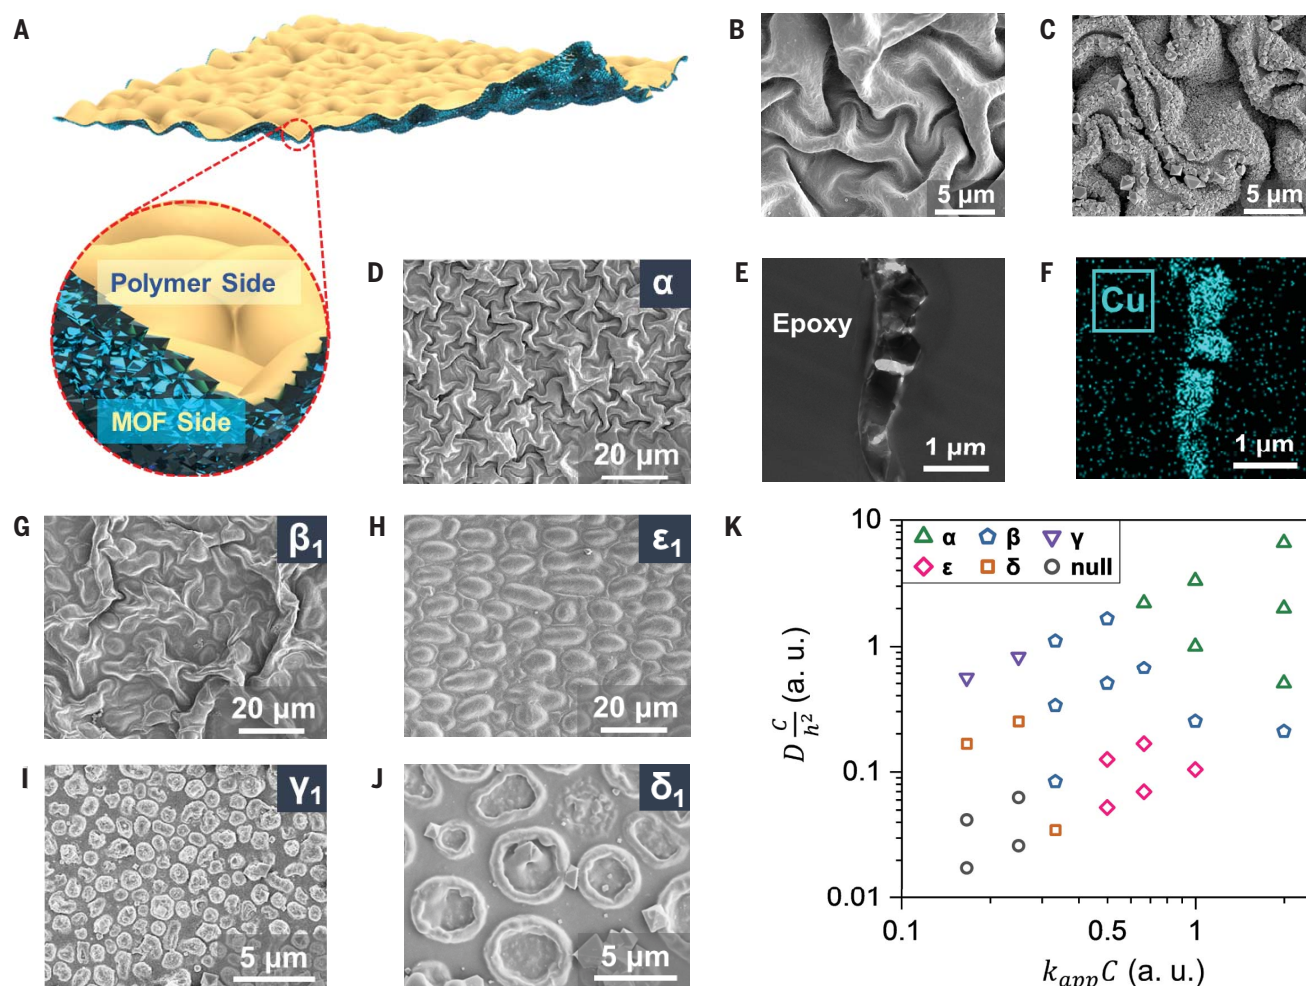 A
Polymer Side
MOF Side
B
5 μm
C
5 μm
D
α
20 μm
E
Epoxy
1 μm
F
Cu
1 μm
G
β1
20 μm
H
ε1
20 μm
I
γ1
5 μm
J
δ1
5 μm
K
10
1
0.1
0.01
α β γ
ε δ null
D C/h² (a. u.)
0.1 0.5 1
kappC (a. u.)